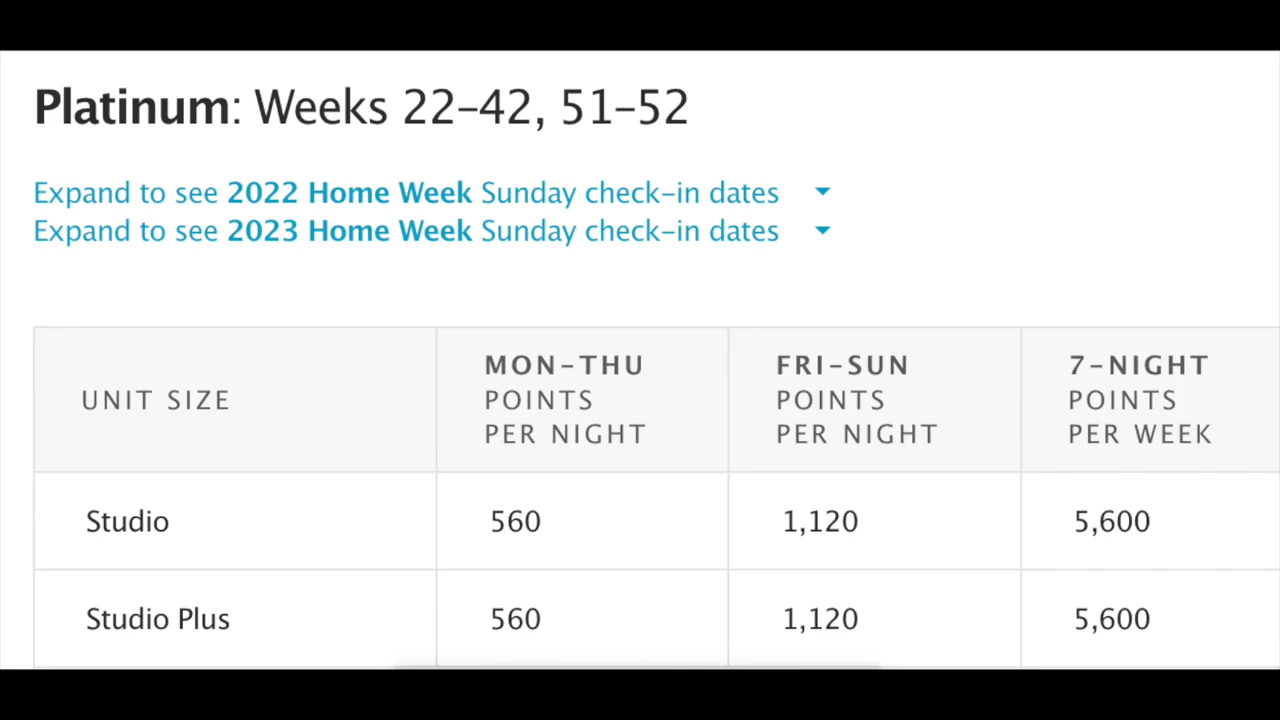 Platinum: Weeks 22–42, 51–52
Expand to see 2022 Home Week Sunday check-in dates
Expand to see 2023 Home Week Sunday check-in dates
UNIT SIZE
MON–THU
POINTS
PER NIGHT
FRI–SUN
POINTS
PER NIGHT
7-NIGHT
POINTS
PER WEEK
Studio 560 1,120 5,600
Studio Plus 560 1,120 5,600